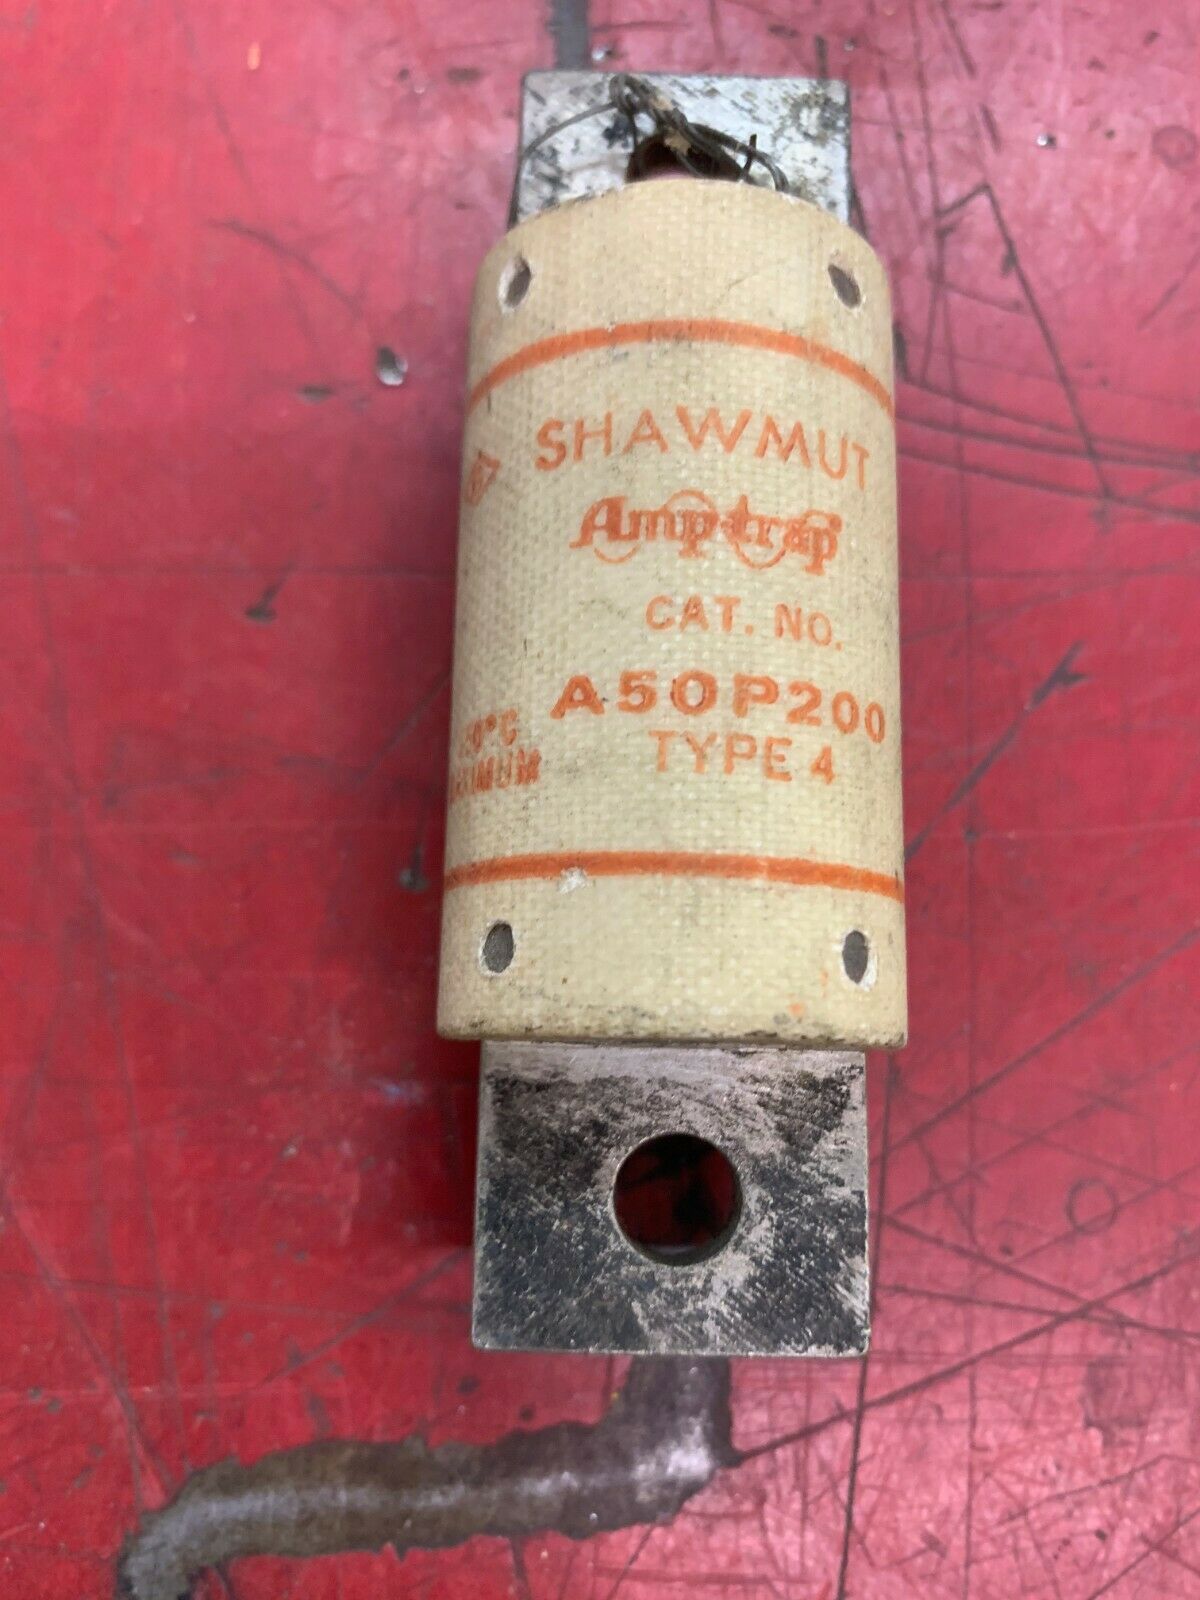 SHAWMUT
Amp-trap
CAT. NO.
A50P200
TYPE 4